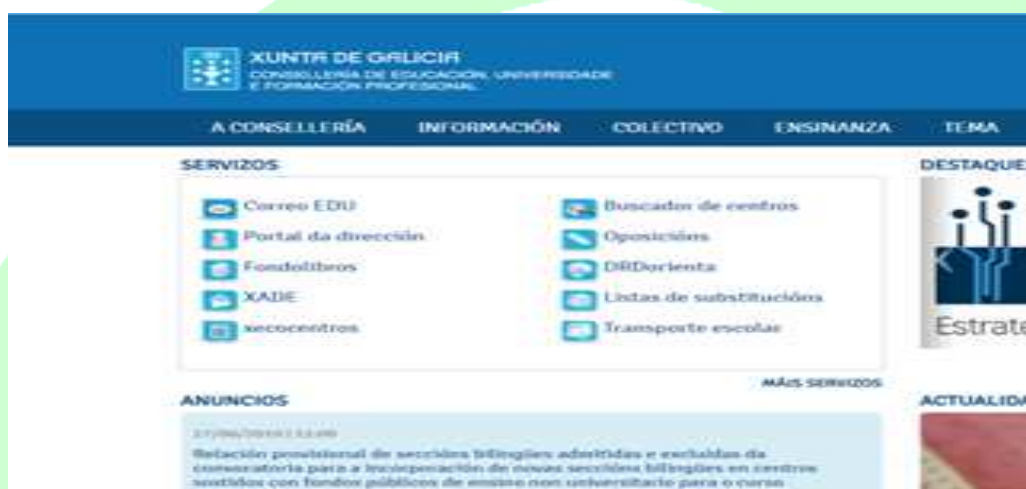 XUNTA DE GALICIA
CONSELLERÍA DE EDUCACIÓN, UNIVERSIDADE
E FORMACIÓN PROFESIONAL
A CONSELLERÍA INFORMACIÓN COLECTIVO ENSINANZA TEMA
SERVIZOS
Correo EDU
Portal da dirección
Fondolibros
XADE
xecocentros
Buscador de centros
Oposicións
Listas de substitucións
Transporte escolar
MÁIS SERVIZOS
DESTAQUE
Estrate
ANUNCIOS
Relación provisional de seccións bilingües admitidas e excluídas da
convocatoria para a incorporación de novas seccións bilingües en centros
sostidos con fondos públicos de ensino non universitario para o curso
ACTUALIDA